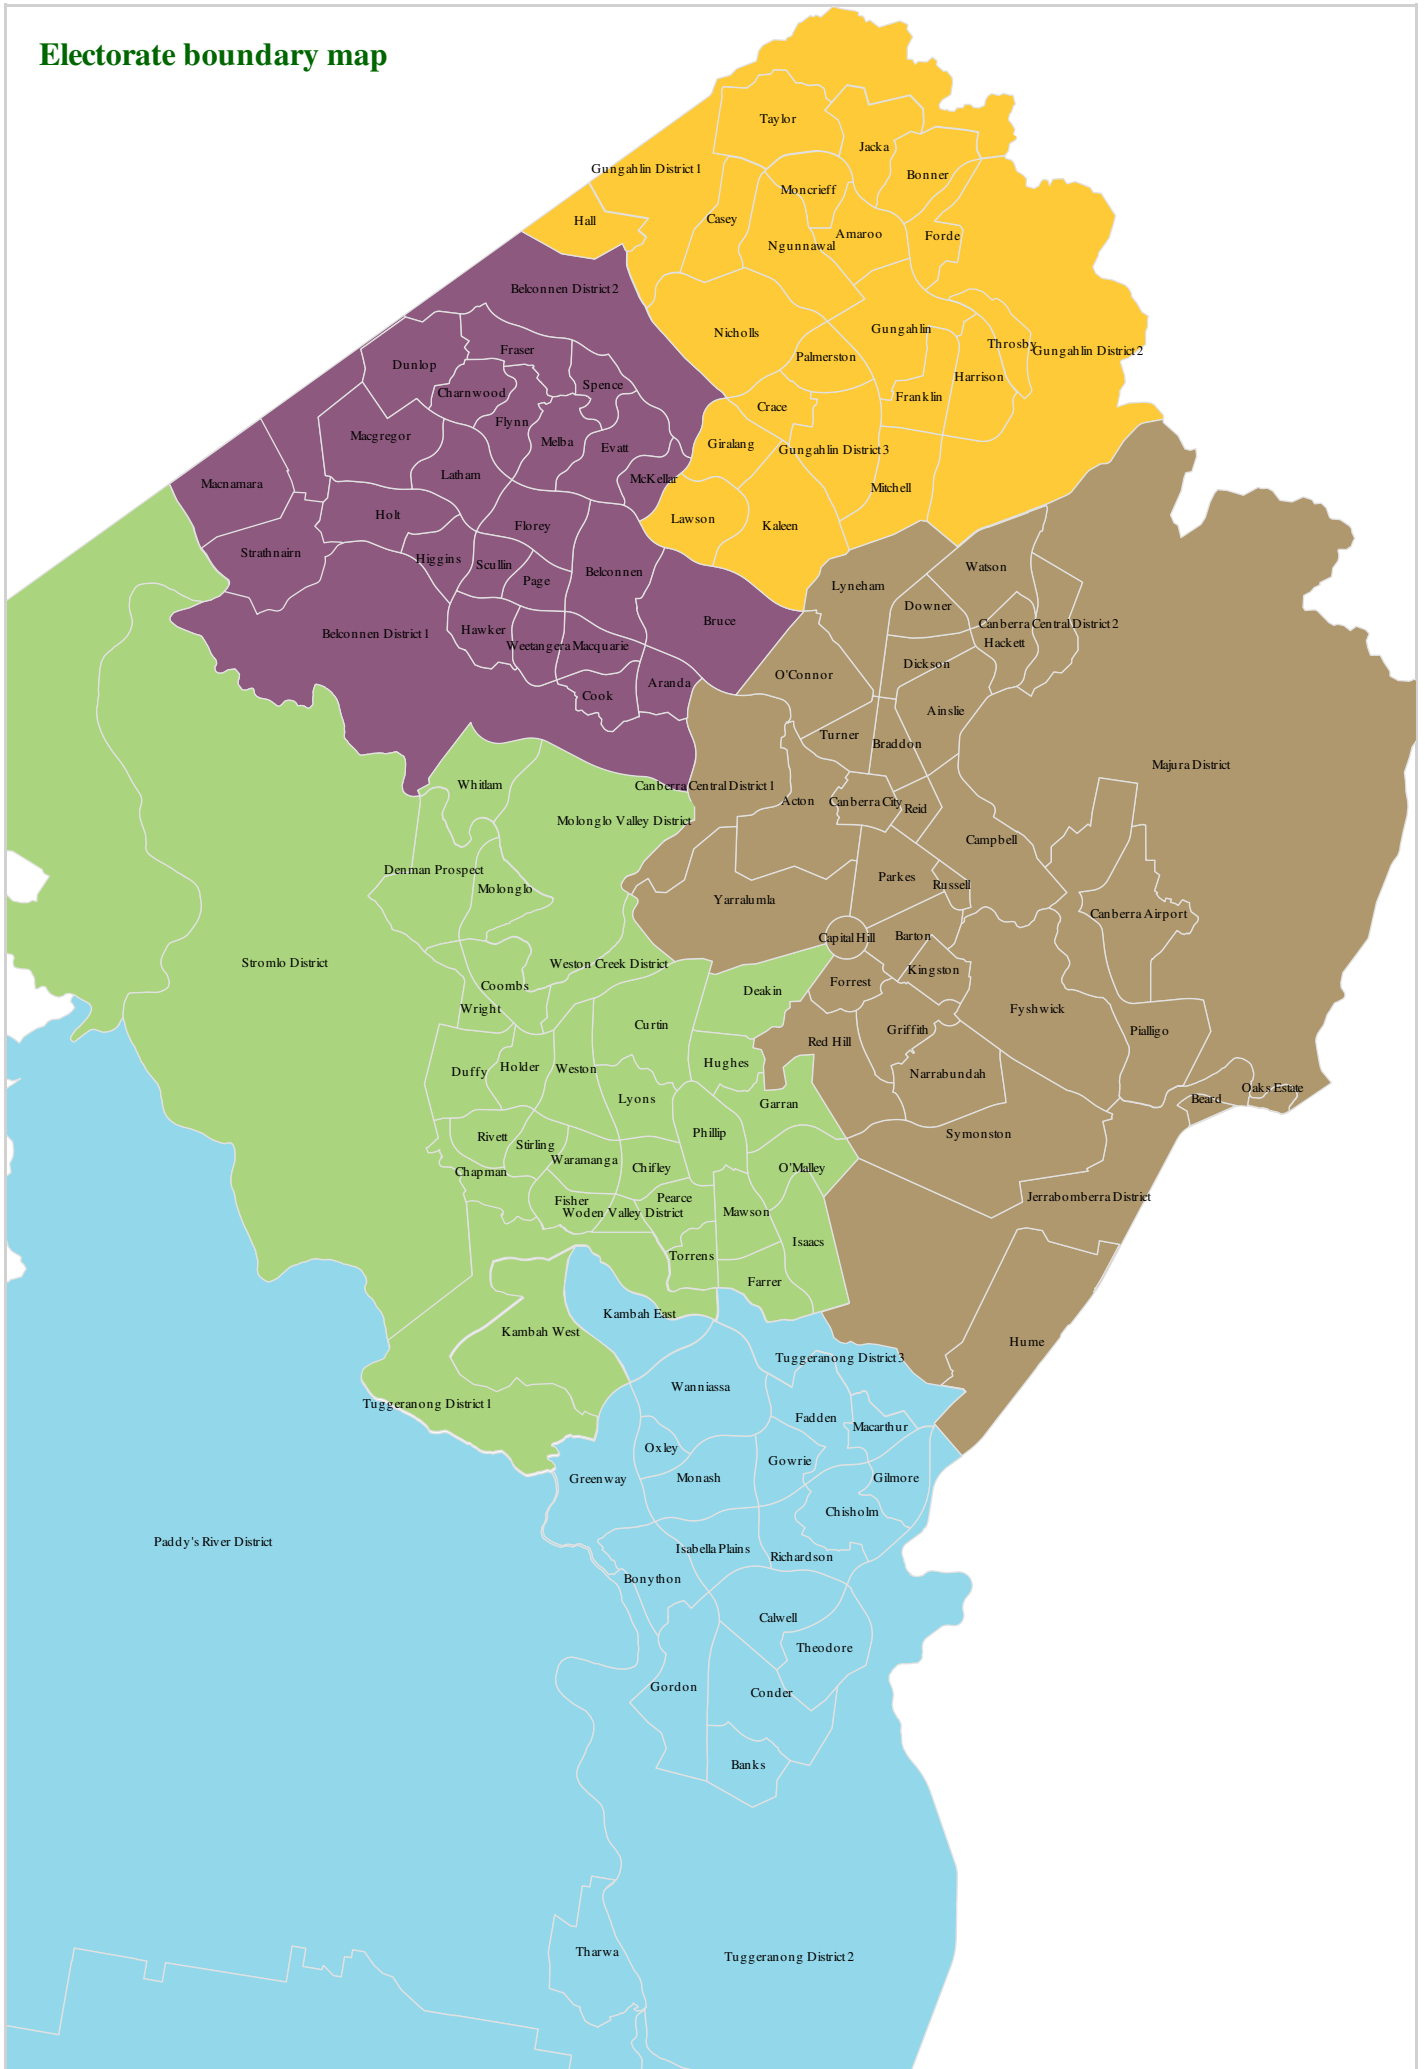 Electorate boundary map
Taylor
Jacka
Gungahlin District 1
Bonner
Moncrieff
Hall
Casey
Amaroo
Forde
Ngunnawal
Belconnen District 2
Nicholls
Gungahlin
Throsby
Gungahlin District 2
Fraser
Palmerston
Dunlop
Harrison
Spence
Charnwood
Franklin
Crace
Flynn
Macgregor
Melba
Evatt
Giralang
Gungahlin District 3
Latham
McKellar
Macnamara
Mitchell
Holt
Lawson
Florey
Kaleen
Strathnairn
Higgins
Scullin
Page
Belconnen
Watson
Lyneham
Downer
Bruce
Canberra Central District 2
Belconnen District 1
Hawker
Weetangera
Macquarie
Hackett
Dickson
O'Connor
Aranda
Cook
Ainslie
Turner
Braddon
Majura District
Whitlam
Canberra Central District 1
Acton
Canberra City
Reid
Molonglo Valley District
Campbell
Denman Prospect
Parkes
Russell
Molonglo
Yarralumla
Canberra Airport
Capital Hill
Barton
Stromlo District
Weston Creek District
Kingston
Coombs
Deakin
Forrest
Wright
Fyshwick
Curtin
Griffith
Pialligo
Red Hill
Hughes
Holder
Weston
Duffy
Narrabundah
Oaks Estate
Lyons
Garran
Beard
Phillip
Symonston
Rivett
Stirling
Waramanga
Chifley
O'Malley
Chapman
Pearce
Jerrabomberra District
Fisher
Woden Valley District
Mawson
Isaacs
Torrens
Farrer
Kambah East
Kambah West
Hume
Tuggeranong District 3
Wanniassa
Tuggeranong District 1
Fadden
Macarthur
Oxley
Gowrie
Greenway
Monash
Gilmore
Chisholm
Paddy's River District
Isabella Plains
Richardson
Bonython
Calwell
Theodore
Gordon
Conder
Banks
Tharwa
Tuggeranong District 2